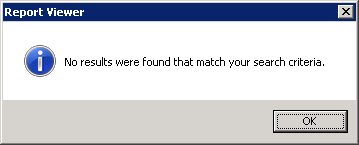 Report Viewer
No results were found that match your search criteria.
OK